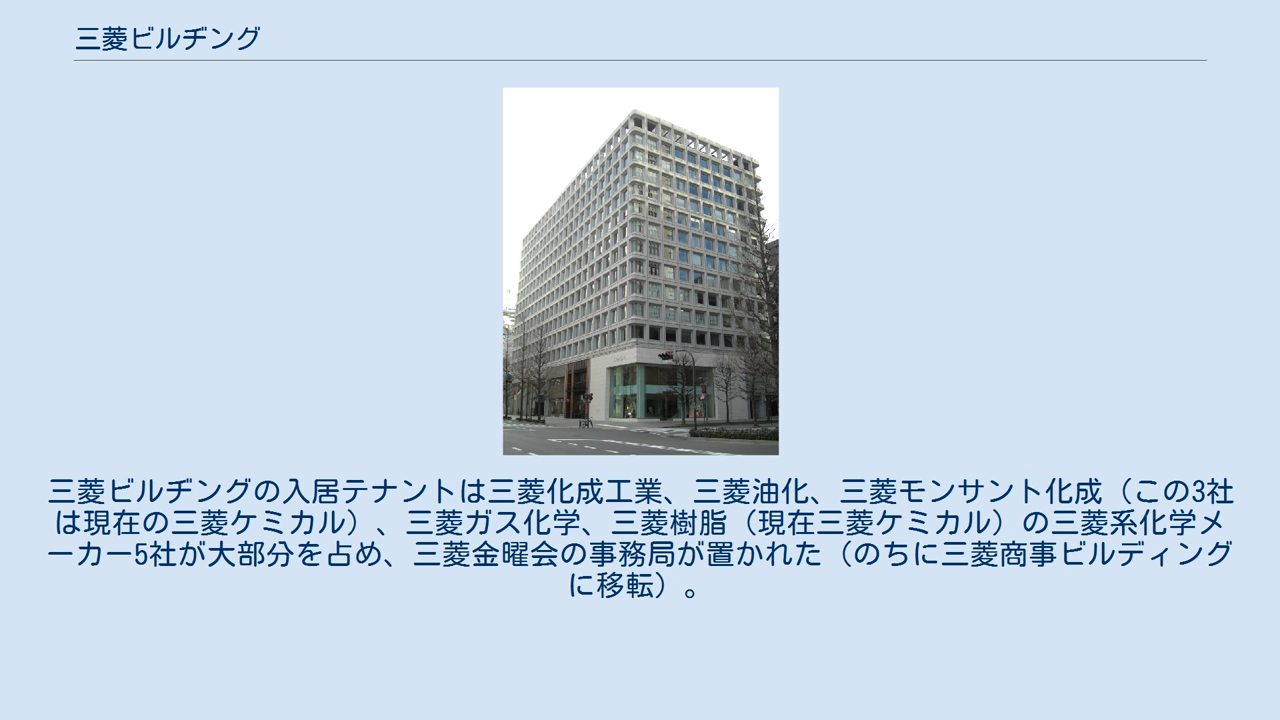 三菱ビルヂング
三菱ビルヂングの入居テナントは三菱化成工業、三菱油化、三菱モンサント化成（この3社
は現在の三菱ケミカル）、三菱ガス化学、三菱樹脂（現在三菱ケミカル）の三菱系化学メ
ーカー5社が大部分を占め、三菱金曜会の事務局が置かれた（のちに三菱商事ビルディング
に移転）。